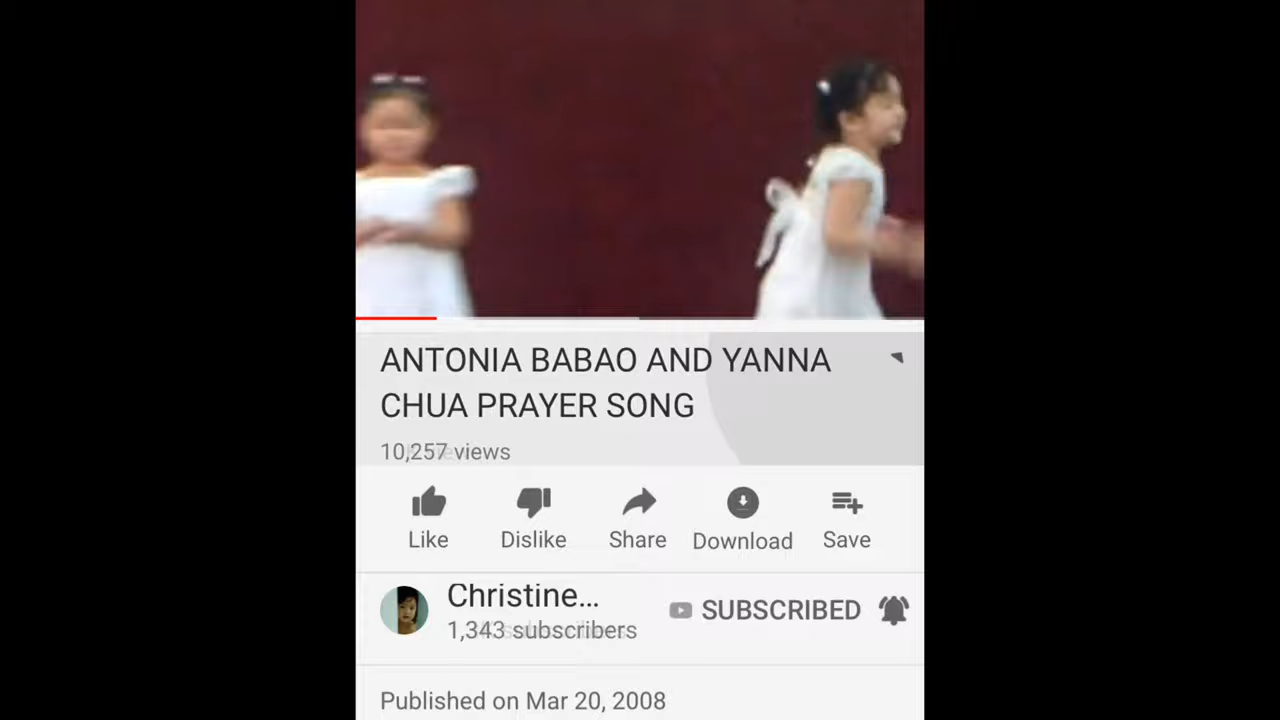 ANTONIA BABAO AND YANNA
CHUA PRAYER SONG
10,257 views
Like Dislike Share Download Save
Christine...
SUBSCRIBED
1,343 subscribers
Published on Mar 20, 2008